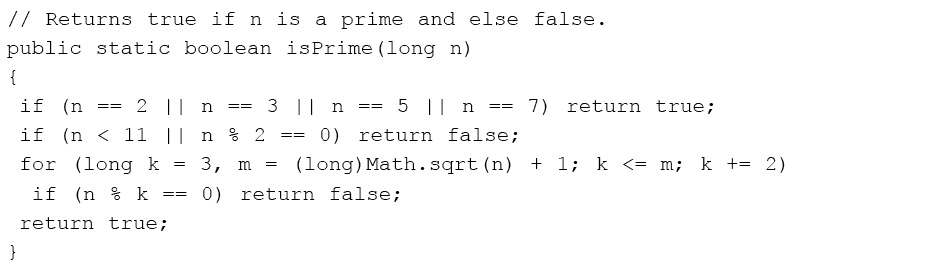 // Returns true if n is a prime and else false.
public static boolean isPrime(long n)
{
 if (n == 2 || n == 3 || n == 5 || n == 7) return true;
 if (n < 11 || n % 2 == 0) return false;
 for (long k = 3, m = (long)Math.sqrt(n) + 1; k <= m; k += 2)
  if (n % k == 0) return false;
 return true;
}